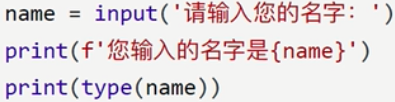 name = input('请输入您的名字: ')
print(f'您输入的名字是{name}')
print(type(name))